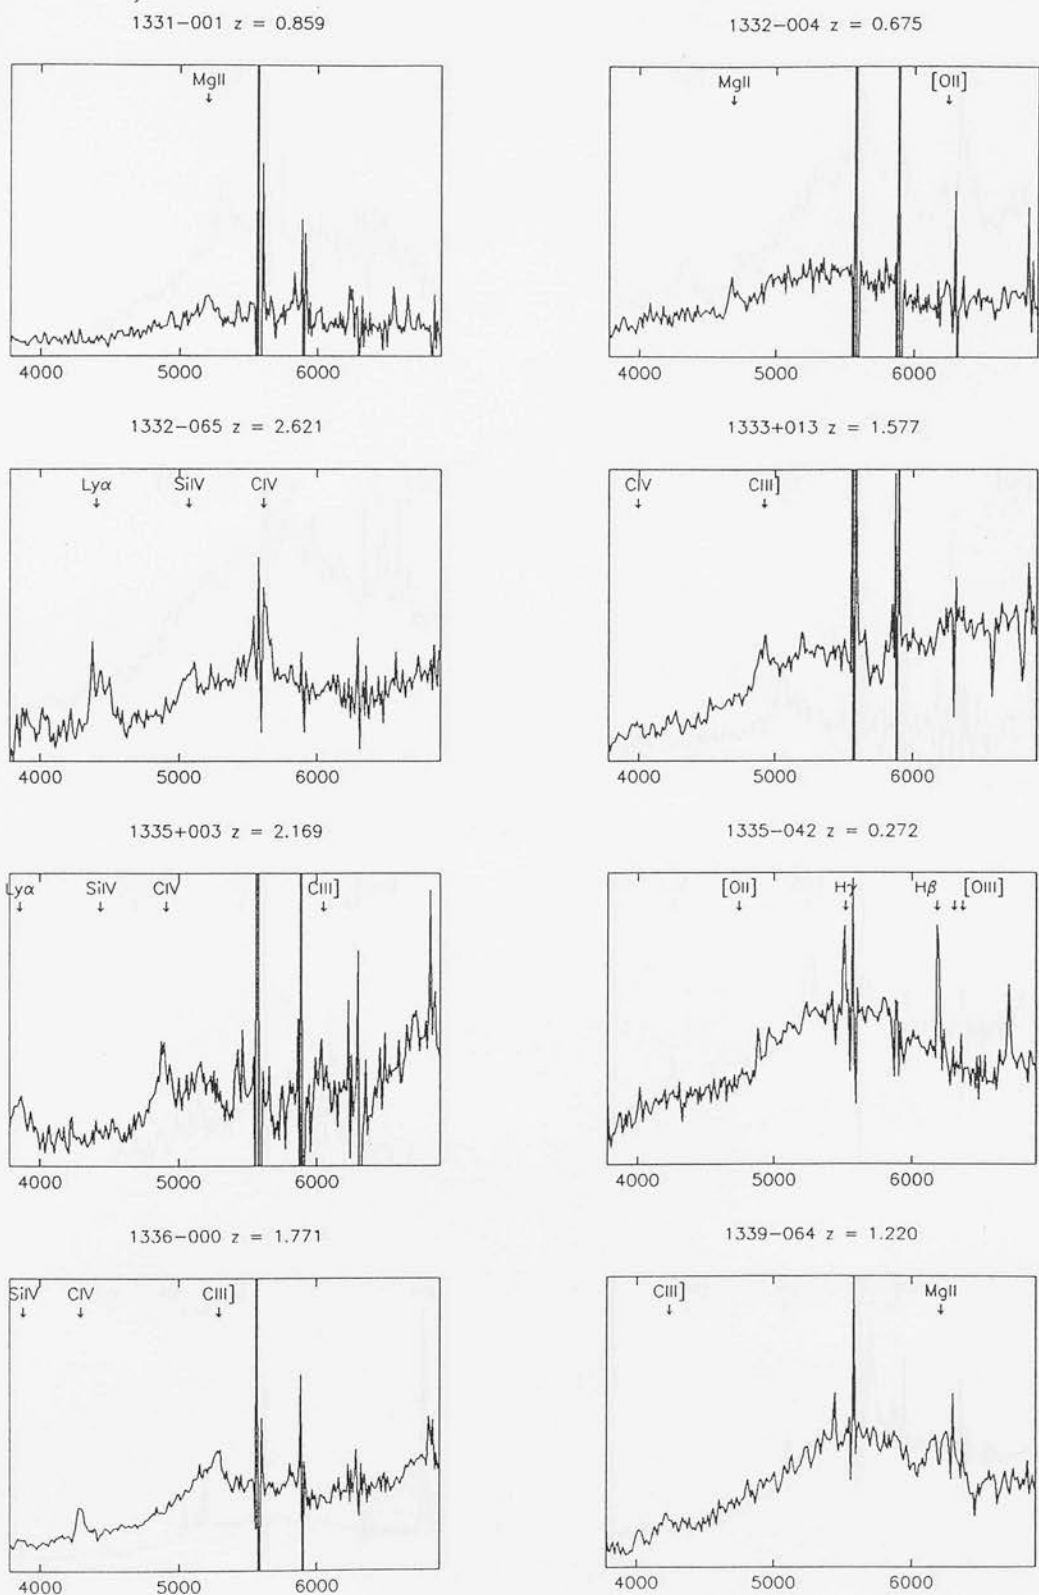 1331−001 z = 0.859
MgII
4000 5000 6000
1332−004 z = 0.675
MgII [OII]
4000 5000 6000
1332−065 z = 2.621
Lyα SiIV CIV
4000 5000 6000
1333+013 z = 1.577
CIV CIII]
4000 5000 6000
1335+003 z = 2.169
Lyα SiIV CIV CIII]
4000 5000 6000
1335−042 z = 0.272
[OII] Hγ Hβ [OIII]
4000 5000 6000
1336−000 z = 1.771
SiIV CIV CIII]
4000 5000 6000
1339−064 z = 1.220
CIII] MgII
4000 5000 6000